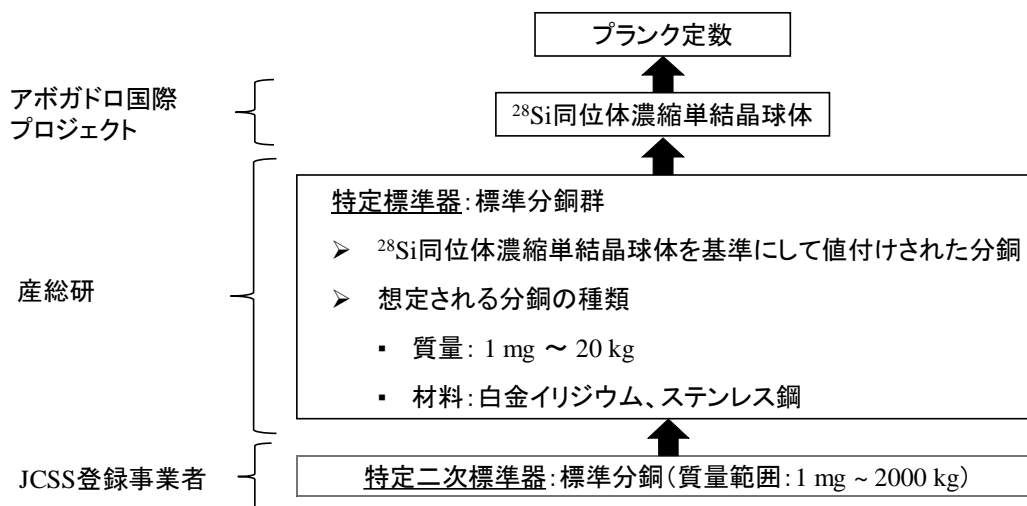 プランク定数
アボガドロ国際
プロジェクト
²⁸Si同位体濃縮単結晶球体
産総研
特定標準器：標準分銅群
➢ ²⁸Si同位体濃縮単結晶球体を基準にして値付けされた分銅
➢ 想定される分銅の種類
▪ 質量： 1 mg ～ 20 kg
▪ 材料：白金イリジウム、ステンレス鋼
JCSS登録事業者
特定二次標準器：標準分銅（質量範囲：1 mg ~ 2000 kg）